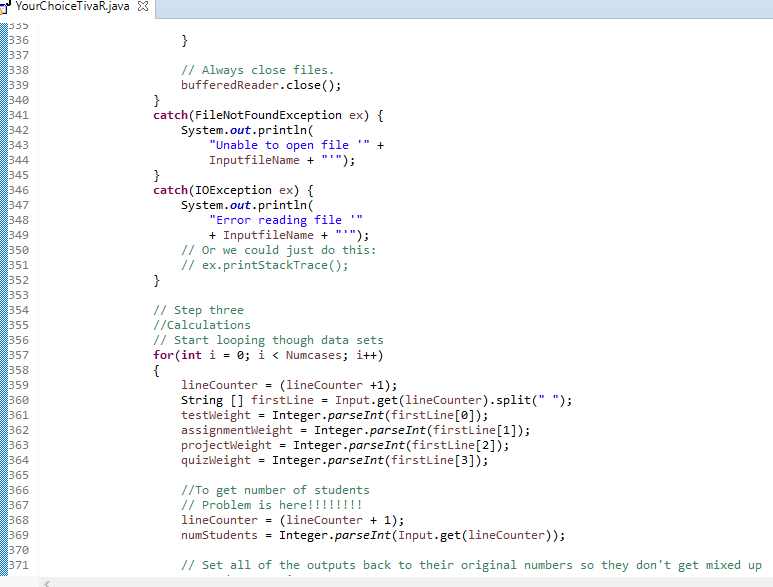 YourChoiceTivaR.java
335
336 }
337
338 // Always close files.
339 bufferedReader.close();
340 }
341 catch(FileNotFoundException ex) {
342 System.out.println(
343 "Unable to open file '" +
344 InputfileName + "'");
345 }
346 catch(IOException ex) {
347 System.out.println(
348 "Error reading file '"
349 + InputfileName + "'");
350 // Or we could just do this:
351 // ex.printStackTrace();
352 }
353
354 // Step three
355 //Calculations
356 // Start looping though data sets
357 for(int i = 0; i < Numcases; i++)
358 {
359 lineCounter = (lineCounter +1);
360 String [] firstLine = Input.get(lineCounter).split(" ");
361 testWeight = Integer.parseInt(firstLine[0]);
362 assignmentWeight = Integer.parseInt(firstLine[1]);
363 projectWeight = Integer.parseInt(firstLine[2]);
364 quizWeight = Integer.parseInt(firstLine[3]);
365
366 //To get number of students
367 // Problem is here!!!!!!!!
368 lineCounter = (lineCounter + 1);
369 numStudents = Integer.parseInt(Input.get(lineCounter));
370
371 // Set all of the outputs back to their original numbers so they don't get mixed up